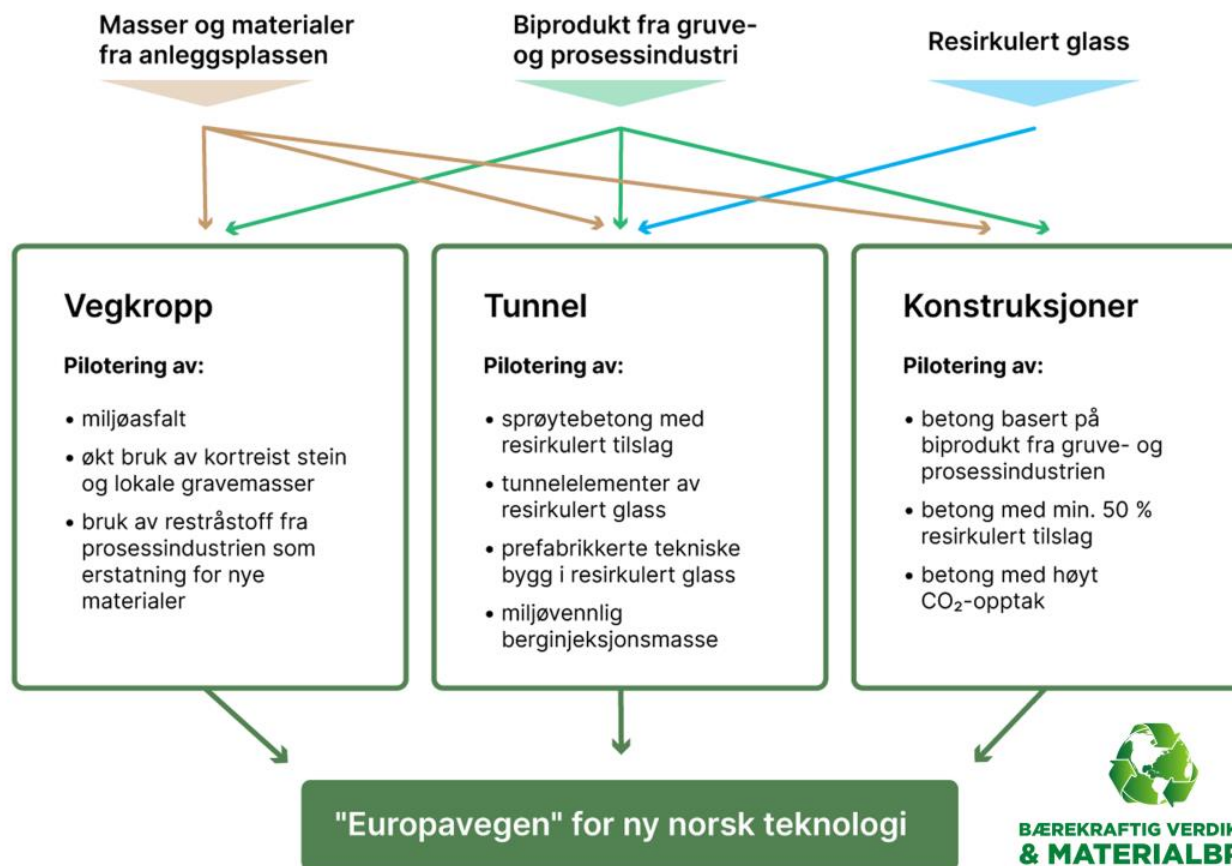 Masser og materialer
fra anleggsplassen
Biprodukt fra gruve-
og prosessindustri
Resirkulert glass
Vegkropp
Pilotering av:
• miljøasfalt
• økt bruk av kortreist stein
og lokale gravemasser
• bruk av restråstoff fra
prosessindustrien som
erstatning for nye
materialer
Tunnel
Pilotering av:
• sprøytebetong med
resirkulert tilslag
• tunnelelementer av
resirkulert glass
• prefabrikkerte tekniske
bygg i resirkulert glass
• miljøvennlig
berginjeksjonsmasse
Konstruksjoner
Pilotering av:
• betong basert på
biprodukt fra gruve- og
prosessindustrien
• betong med min. 50 %
resirkulert tilslag
• betong med høyt
CO₂-opptak
"Europavegen" for ny norsk teknologi
BÆREKRAFTIG
&